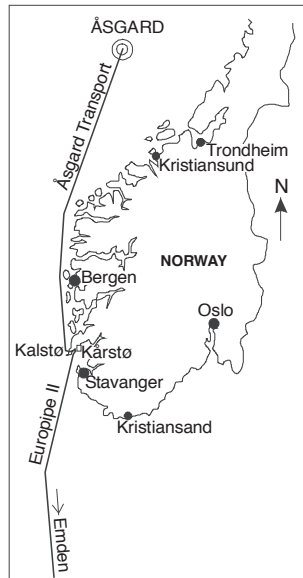 ÅSGARD
Åsgard Transport
Trondheim
Kristiansund
N
NORWAY
Bergen
Oslo
Kalstø
Kårstø
Stavanger
Europipe II
Kristiansand
Emden